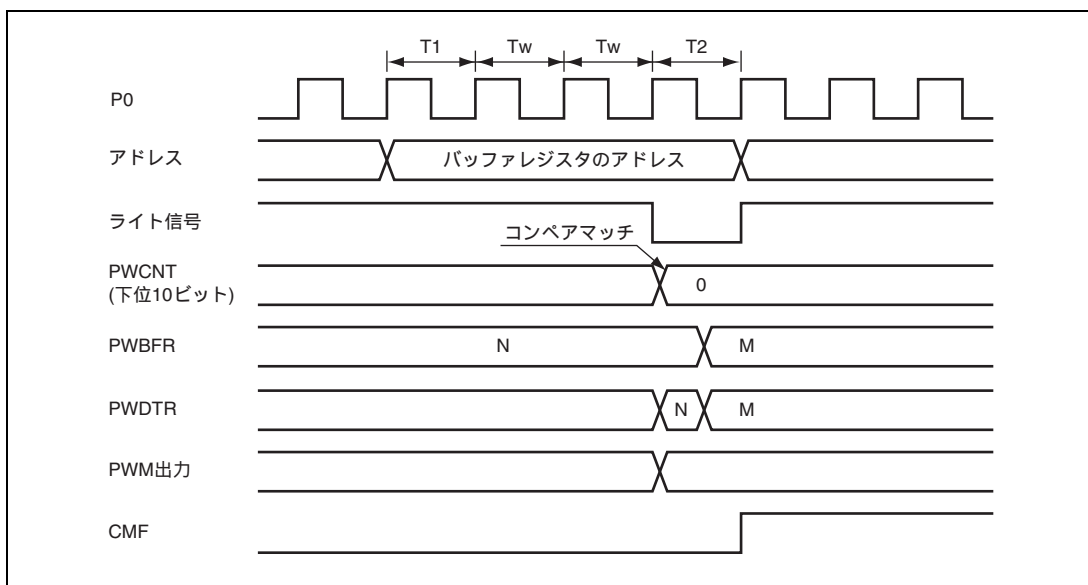 T1 Tw Tw T2
P0
アドレス バッファレジスタのアドレス
ライト信号
コンペアマッチ
PWCNT
(下位10ビット) 0
PWBFR N M
PWDTR N M
PWM出力
CMF